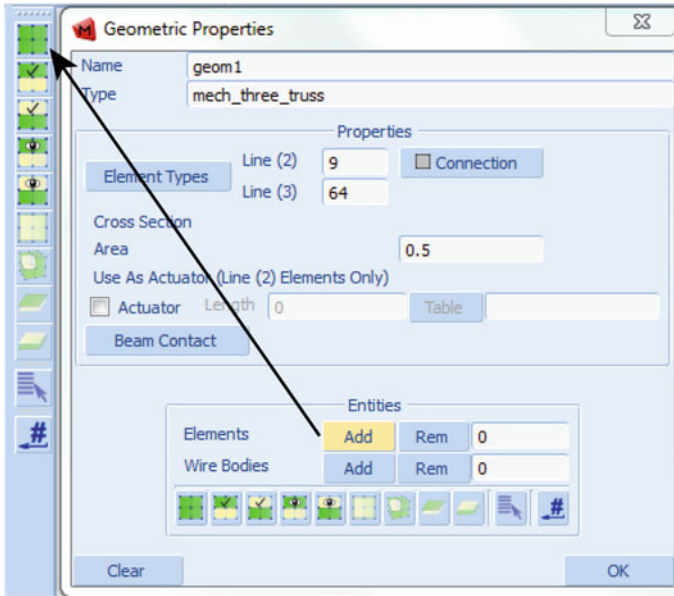 Geometric Properties
Name geom1
Type mech_three_truss
Properties
Element Types Line (2) 9 Connection
Line (3) 64
Cross Section
Area 0.5
Use As Actuator (Line (2) Elements Only)
Actuator Length 0 Table
Beam Contact
Entities
Elements Add Rem 0
Wire Bodies Add Rem 0
#
#
Clear OK